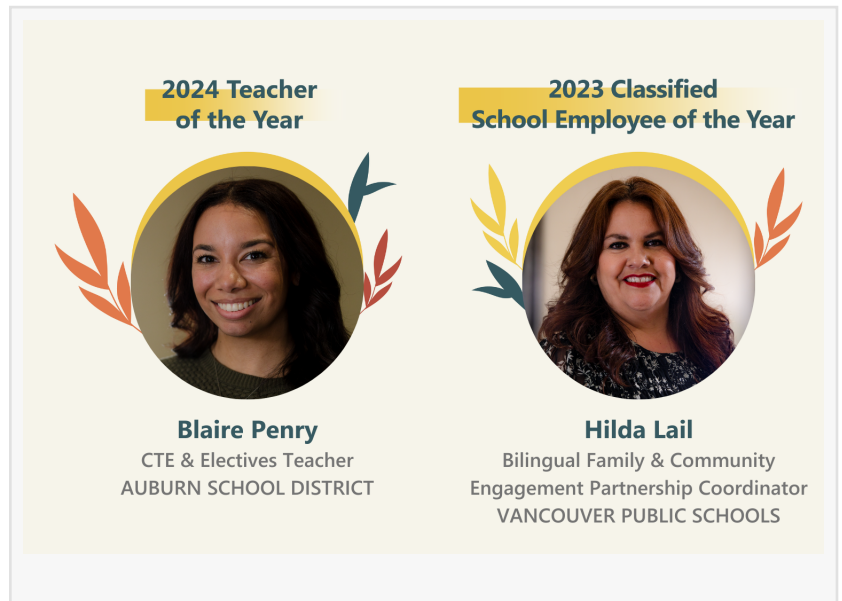 2024 Teacher
of the Year
Blaire Penry
CTE & Electives Teacher
AUBURN SCHOOL DISTRICT
2023 Classified
School Employee of the Year
Hilda Lail
Bilingual Family & Community
Engagement Partnership Coordinator
VANCOUVER PUBLIC SCHOOLS